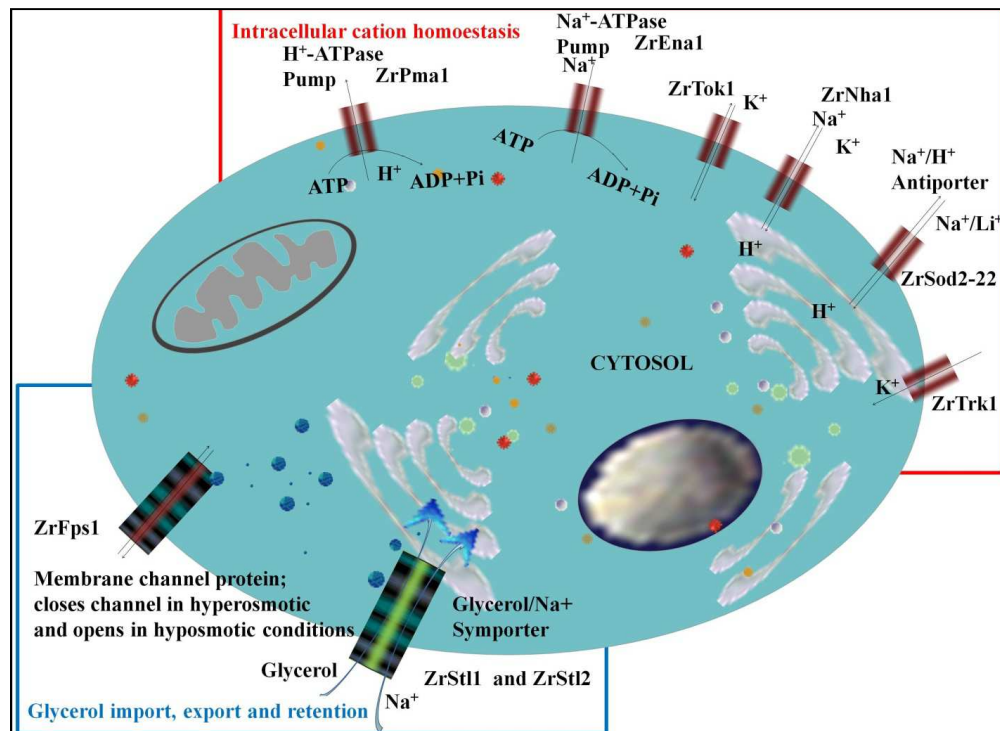 Intracellular cation homoestasis
H⁺-ATPase
Pump
ZrPma1
ATP
H⁺
ADP+Pi
Na⁺-ATPase
Pump
ZrEna1
Na⁺
ATP
ADP+Pi
ZrTok1
K⁺
ZrNha1
Na⁺
K⁺
H⁺
Na⁺/H⁺
Antiporter
Na⁺/Li⁺
ZrSod2-22
H⁺
CYTOSOL
K⁺
ZrTrk1
ZrFps1
Membrane channel protein;
closes channel in hyperosmotic
and opens in hyposmotic conditions
Glycerol/Na+
Symporter
Glycerol
ZrStl1 and ZrStl2
Na⁺
Glycerol import, export and retention